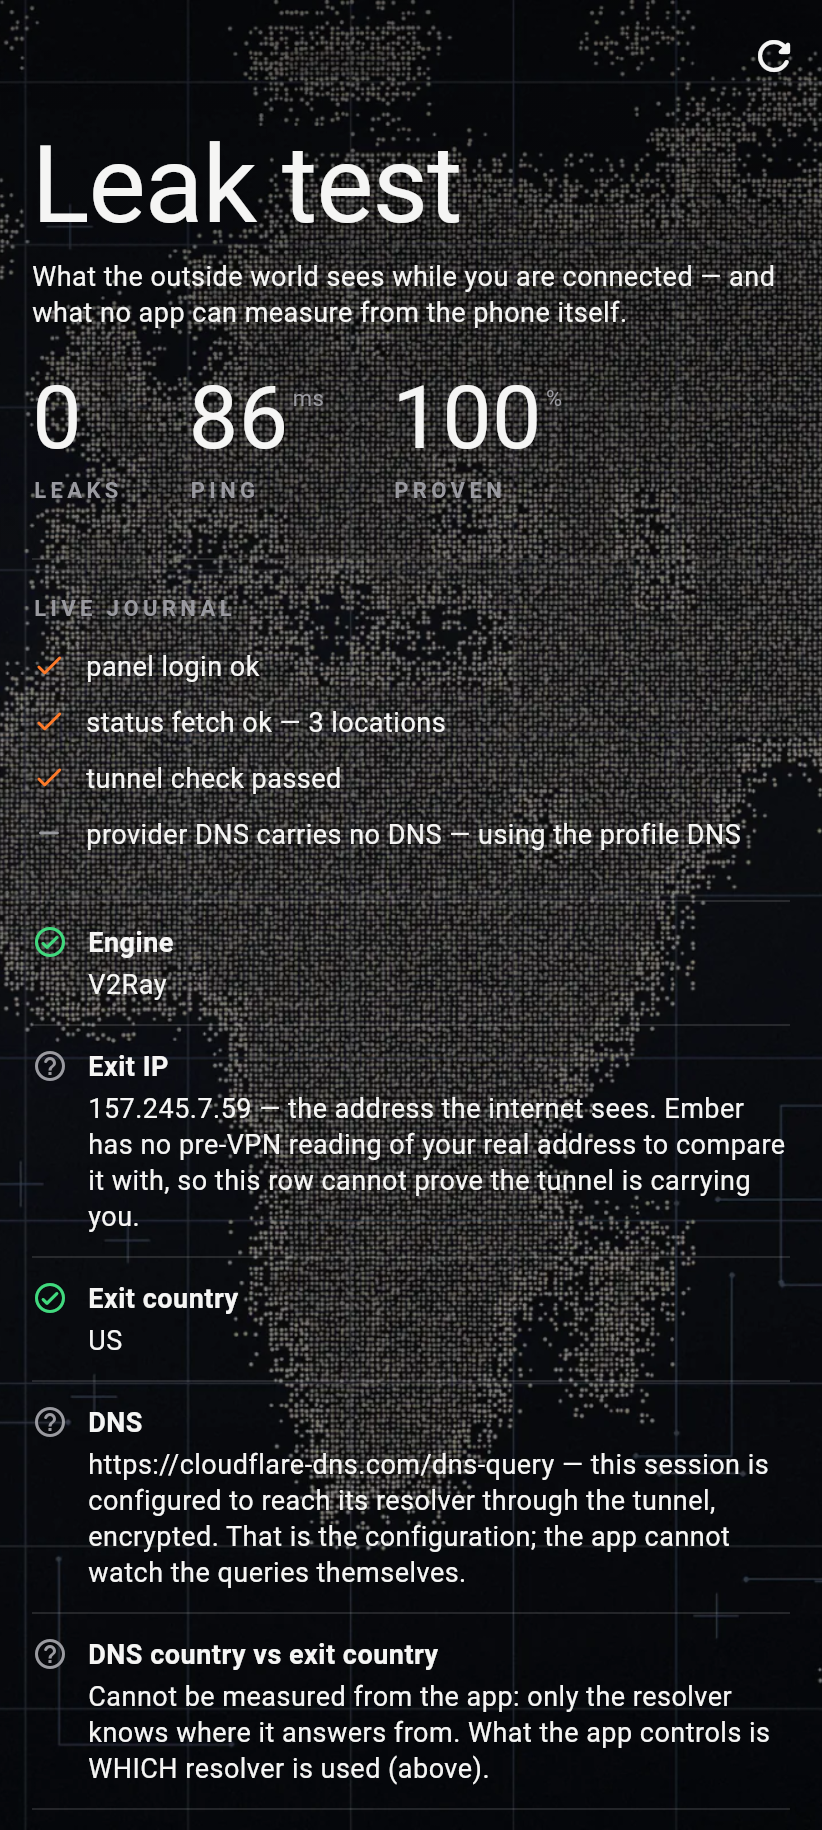 Leak test
What the outside world sees while you are connected — and
what no app can measure from the phone itself.
0 86 ms 100 %
LEAKS PING PROVEN
LIVE JOURNAL
panel login ok
status fetch ok — 3 locations
tunnel check passed
provider DNS carries no DNS — using the profile DNS
Engine
V2Ray
Exit IP
157.245.7.59 — the address the internet sees. Ember
has no pre-VPN reading of your real address to compare
it with, so this row cannot prove the tunnel is carrying
you.
Exit country
US
DNS
https://cloudflare-dns.com/dns-query — this session is
configured to reach its resolver through the tunnel,
encrypted. That is the configuration; the app cannot
watch the queries themselves.
DNS country vs exit country
Cannot be measured from the app: only the resolver
knows where it answers from. What the app controls is
WHICH resolver is used (above).